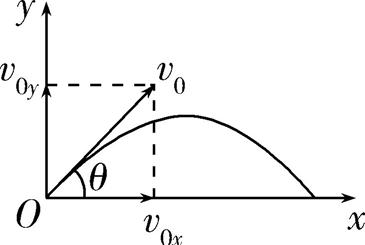 y
v₀y v₀
θ
O v₀x x